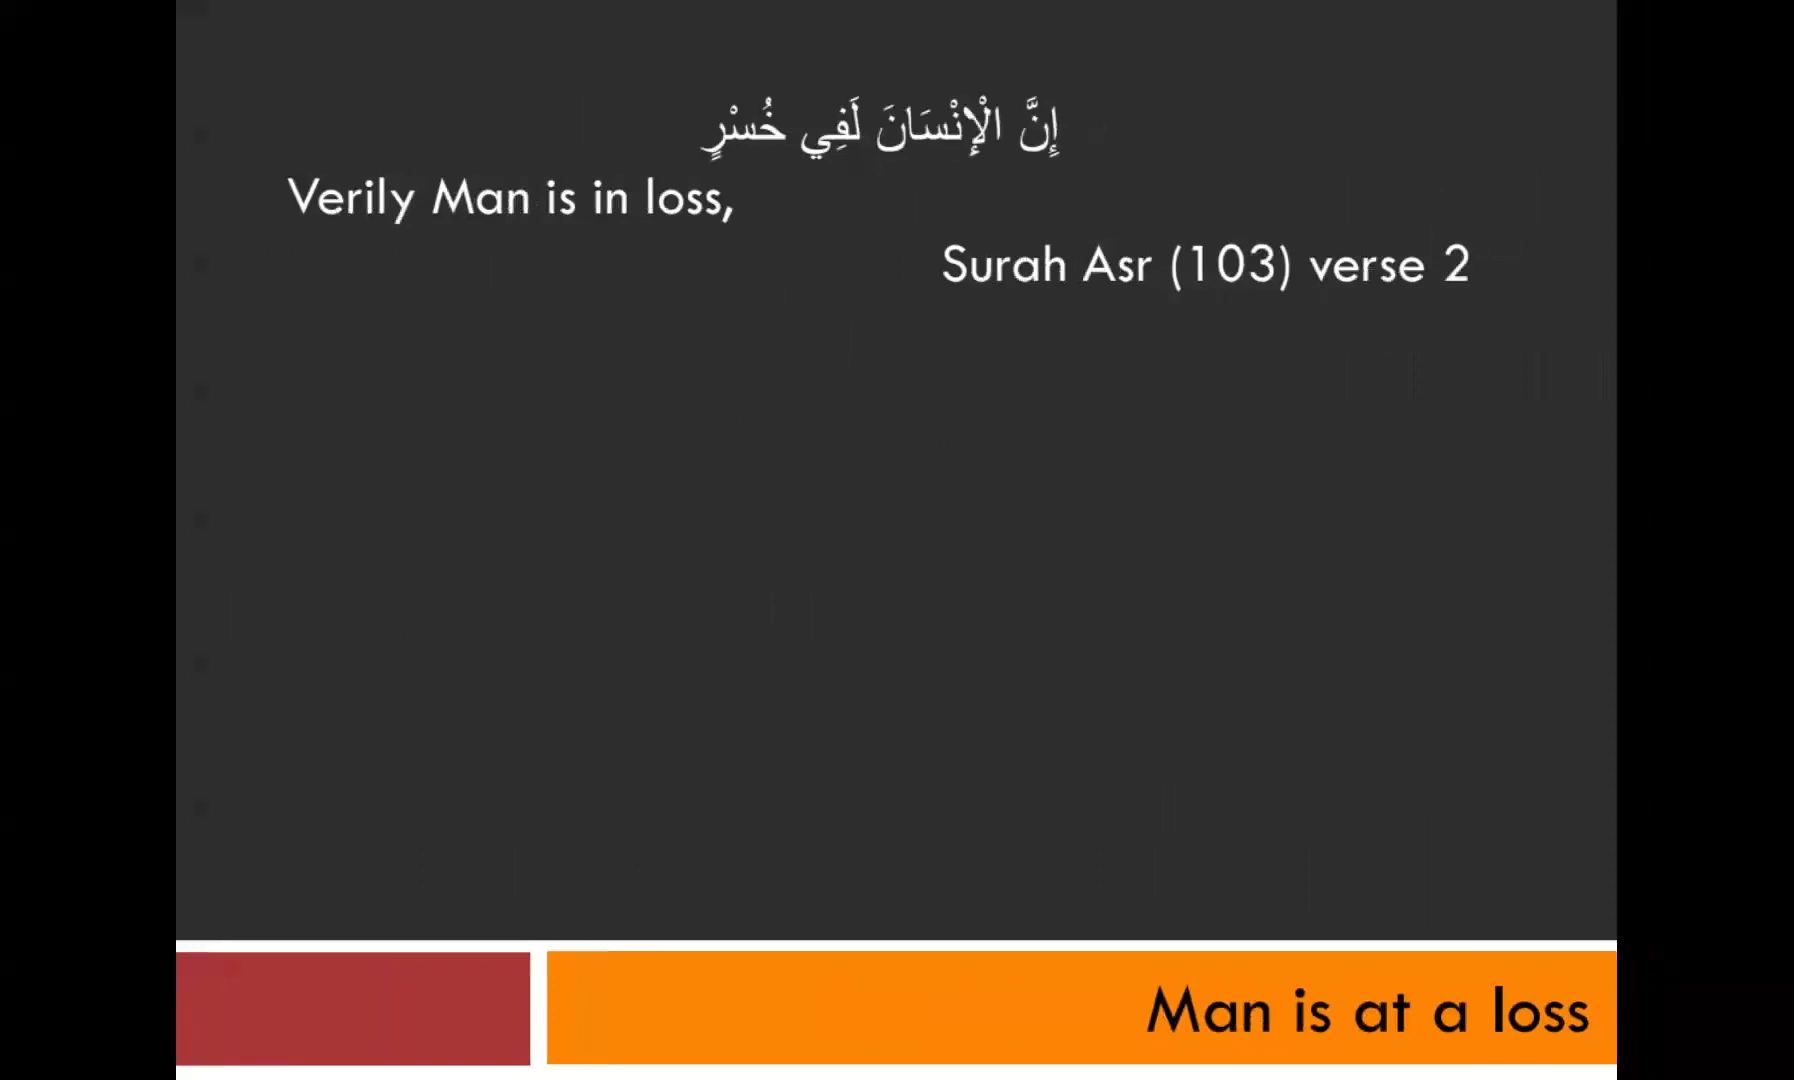 إِنَّ الْإِنْسَانَ لَفِي خُسْرٍ
Verily Man is in loss,
Surah Asr (103) verse 2
Man is at a loss